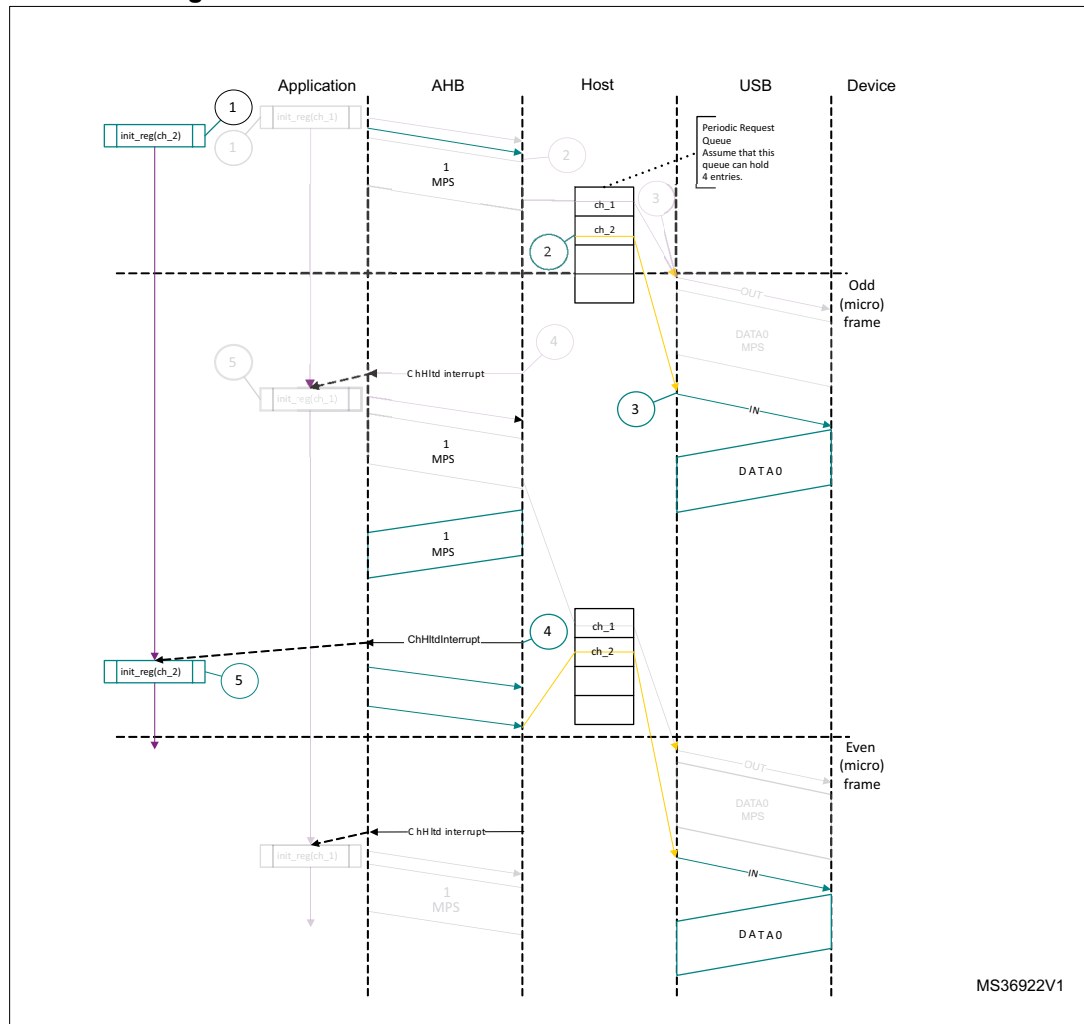 Application
AHB
Host
USB
Device
1
init_reg(ch_1)
init_reg(ch_2)
1
2
Periodic Request
Queue
Assume that this
queue can hold
4 entries.
1
MPS
3
ch_1
ch_2
2
Odd
(micro)
frame
OUT
DATA0
MPS
4
5
ChHltd interrupt
init_reg(ch_1)
3
IN
1
MPS
DATA0
1
MPS
ChHltdInterrupt
4
ch_1
ch_2
init_reg(ch_2)
5
Even
(micro)
frame
OUT
DATA0
MPS
ChHltd interrupt
init_reg(ch_1)
IN
1
MPS
DATA0
MS36922V1